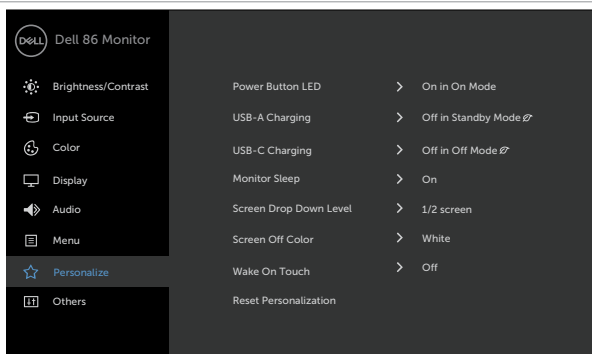 DELL Dell 86 Monitor
Brightness/Contrast
Input Source
Color
Display
Audio
Menu
Personalize
Others
Power Button LED > On in On Mode
USB-A Charging > Off in Standby Mode
USB-C Charging > Off in Off Mode
Monitor Sleep > On
Screen Drop Down Level > 1/2 screen
Screen Off Color > White
Wake On Touch > Off
Reset Personalization